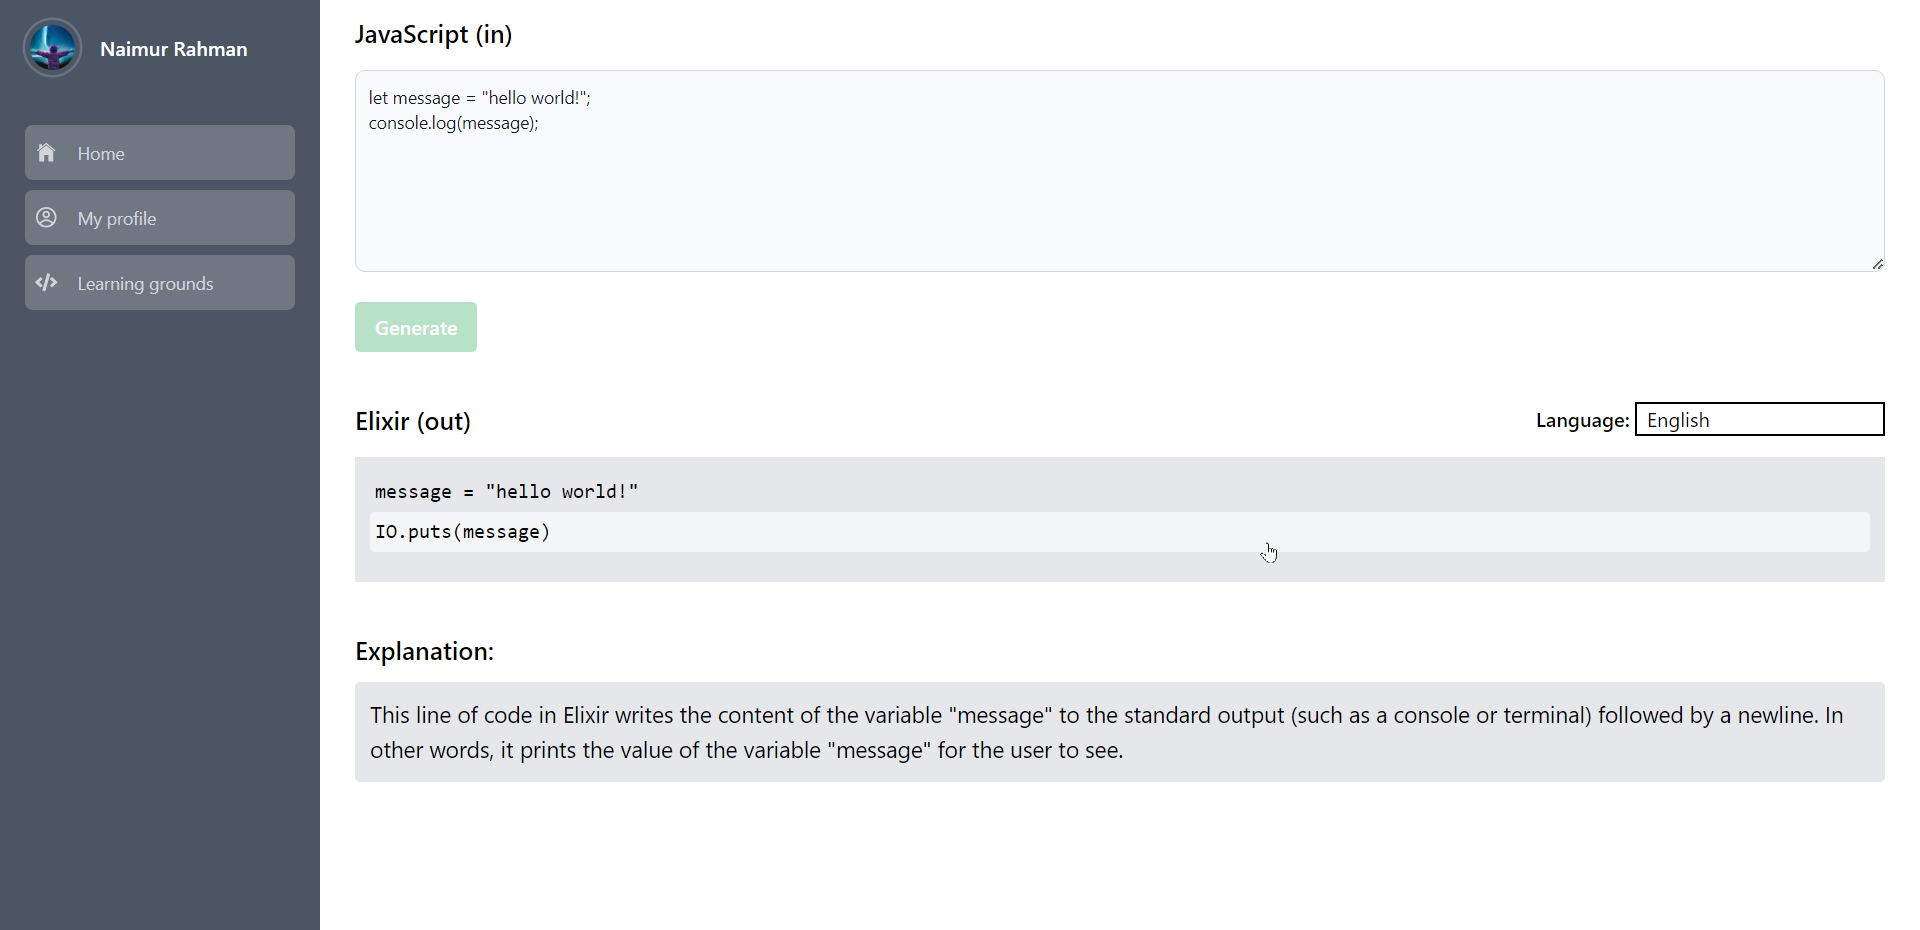 Naimur Rahman
Home
My profile
Learning grounds
JavaScript (in)
let message = "hello world!";
console.log(message);
Generate
Elixir (out)
Language: English
message = "hello world!"
IO.puts(message)
Explanation:
This line of code in Elixir writes the content of the variable "message" to the standard output (such as a console or terminal) followed by a newline. In
other words, it prints the value of the variable "message" for the user to see.